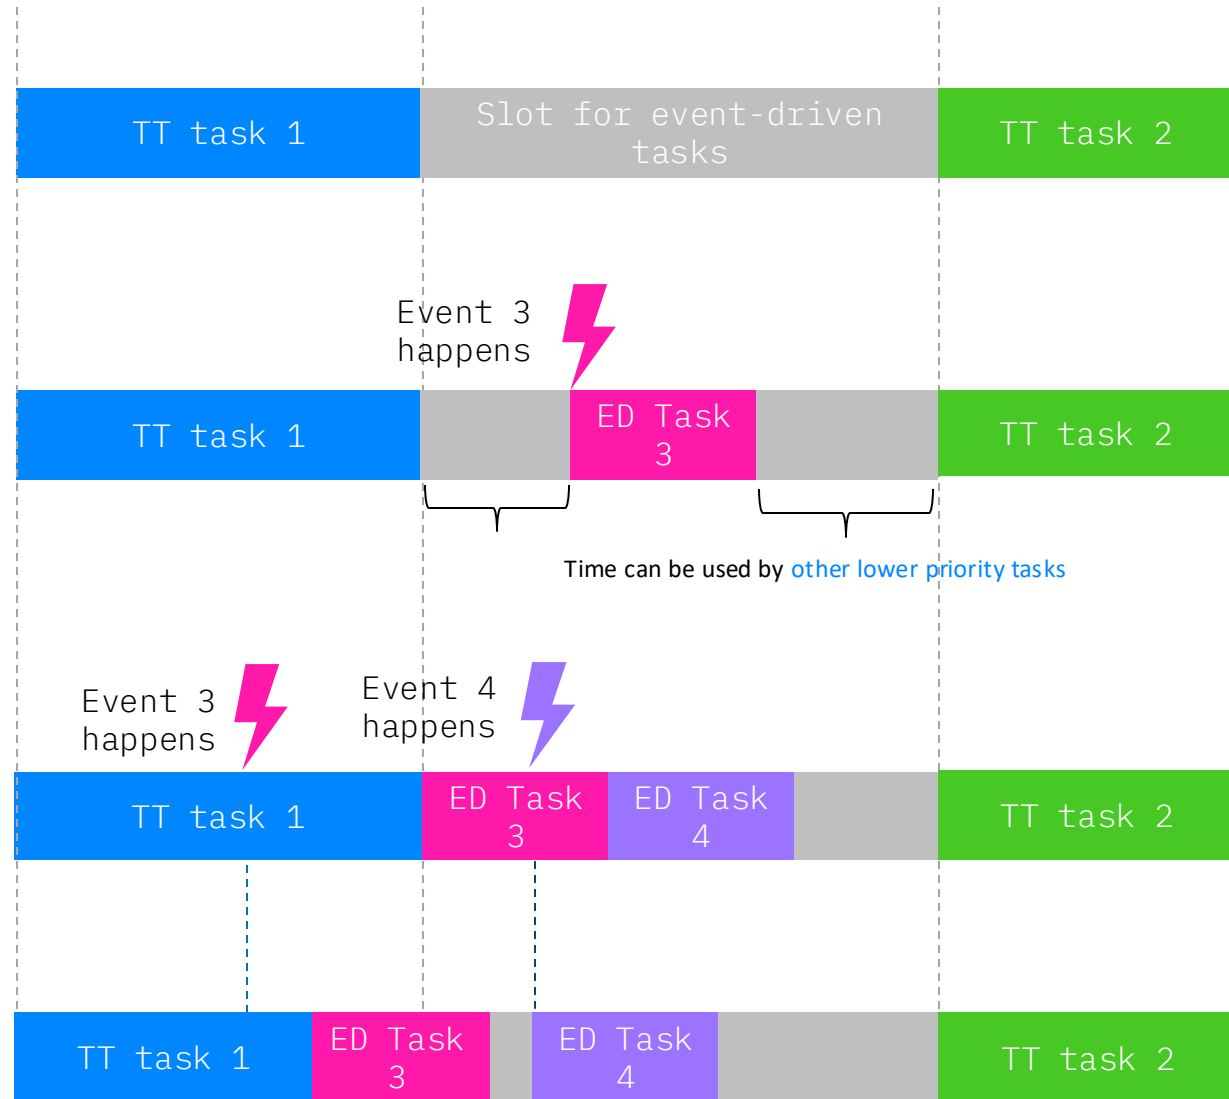 TT task 1
Slot for event-driven
tasks
TT task 2
Event 3
happens
TT task 1
ED Task
3
TT task 2
Time can be used by other lower priority tasks
Event 3
happens
Event 4
happens
TT task 1
ED Task
3
ED Task
4
TT task 2
TT task 1
ED Task
3
ED Task
4
TT task 2